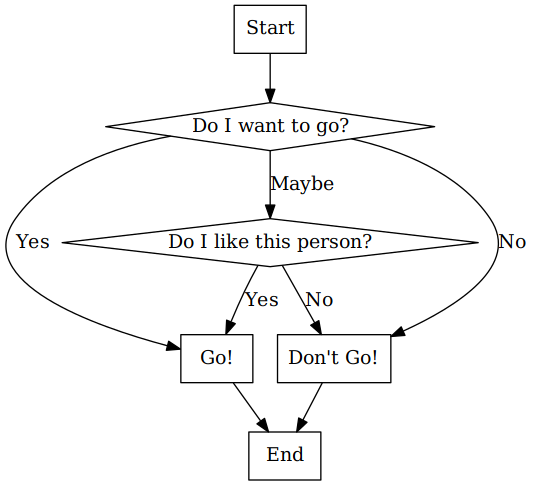 Start
Do I want to go?
Maybe
Yes
Do I like this person?
No
Yes
No
Go!
Don't Go!
End